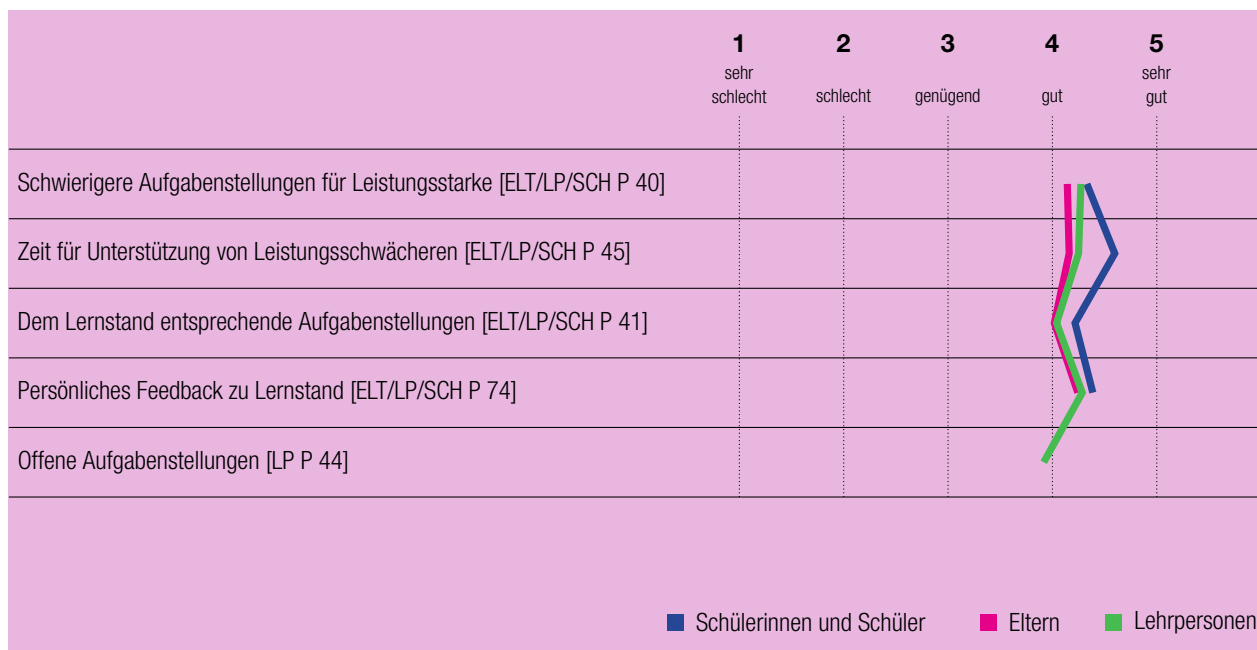 1 2 3 4 5
sehr schlecht schlecht genügend gut sehr gut
Schwierigere Aufgabenstellungen für Leistungsstarke [ELT/LP/SCH P 40]
Zeit für Unterstützung von Leistungsschwächeren [ELT/LP/SCH P 45]
Dem Lernstand entsprechende Aufgabenstellungen [ELT/LP/SCH P 41]
Persönliches Feedback zu Lernstand [ELT/LP/SCH P 74]
Offene Aufgabenstellungen [LP P 44]
Schülerinnen und Schüler Eltern Lehrpersonen